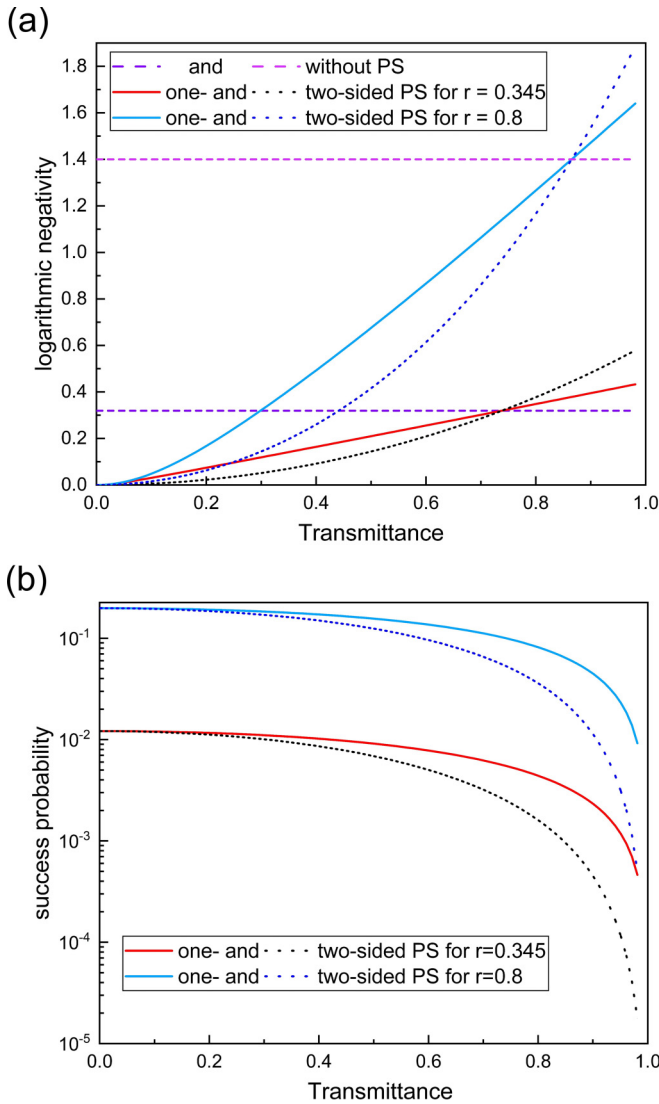 (a)
and without PS
one- and two-sided PS for r = 0.345
one- and two-sided PS for r = 0.8
logarithmic negativity
1.8
1.6
1.4
1.2
1.0
0.8
0.6
0.4
0.2
0.0
0.0 0.2 0.4 0.6 0.8 1.0
Transmittance
(b)
success probability
10⁻¹
10⁻²
10⁻³
10⁻⁴
10⁻⁵
one- and two-sided PS for r=0.345
one- and two-sided PS for r=0.8
0.0 0.2 0.4 0.6 0.8 1.0
Transmittance